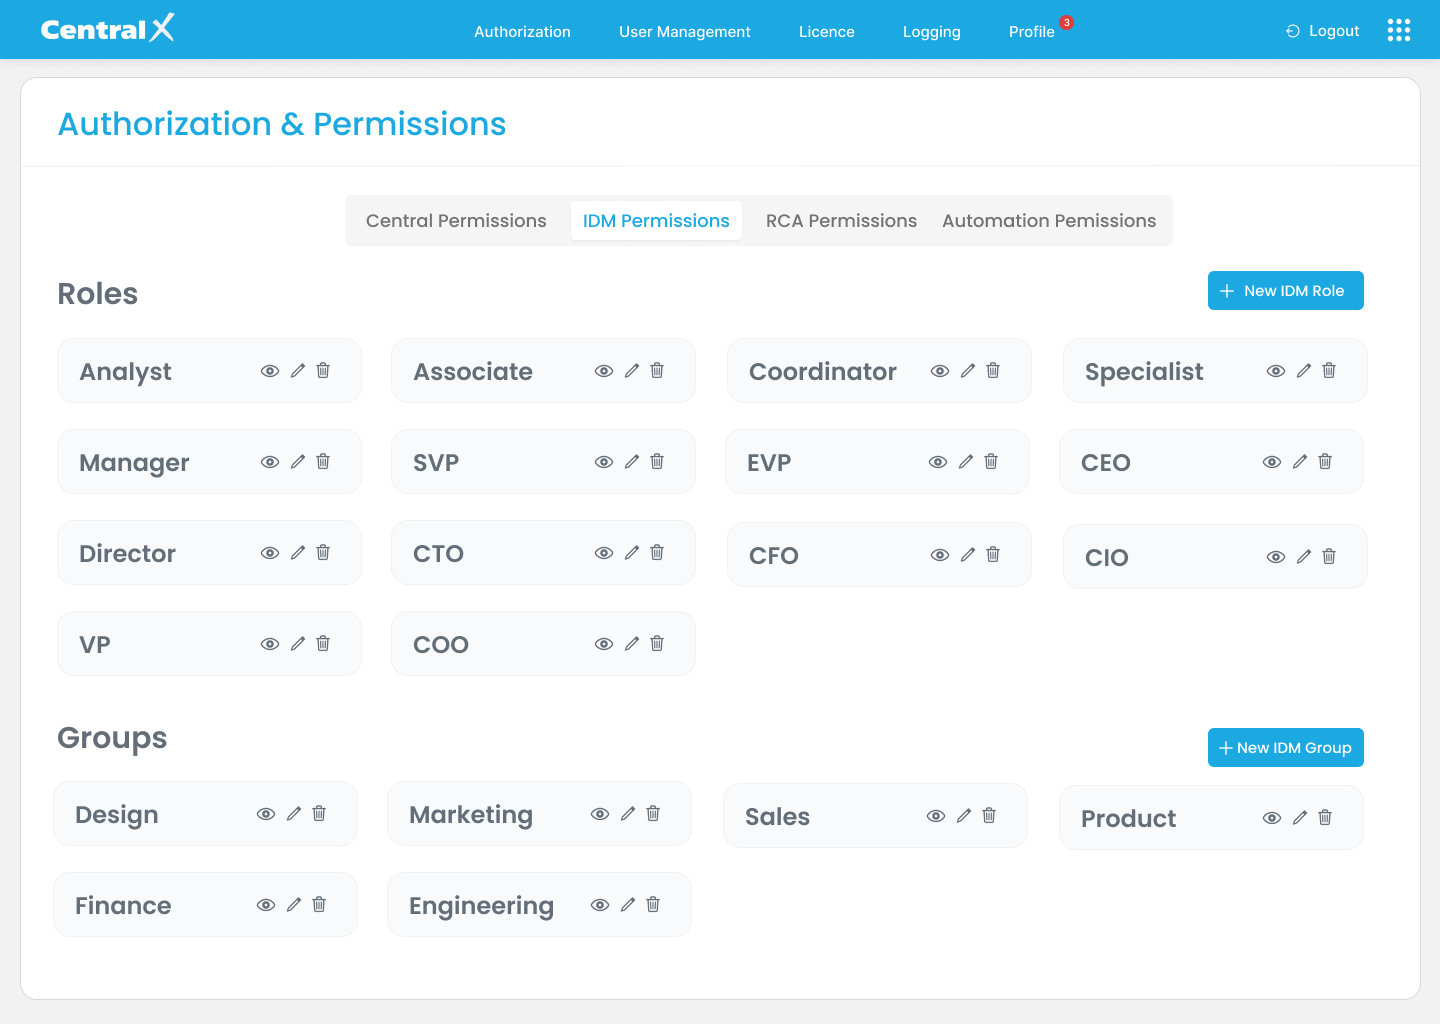 Central X
Authorization
User Management
Licence
Logging
Profile
3
Logout
Authorization & Permissions
Central Permissions
IDM Permissions
RCA Permissions
Automation Pemissions
Roles
New IDM Role
Analyst
Associate
Coordinator
Specialist
Manager
SVP
EVP
CEO
Director
CTO
CFO
CIO
VP
COO
Groups
New IDM Group
Design
Marketing
Sales
Product
Finance
Engineering